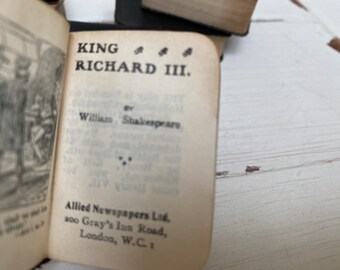 KING
RICHARD III.
BY
William Shakespeare
Allied Newspapers Ltd.
200 Gray's Inn Road,
London, W.C. 1